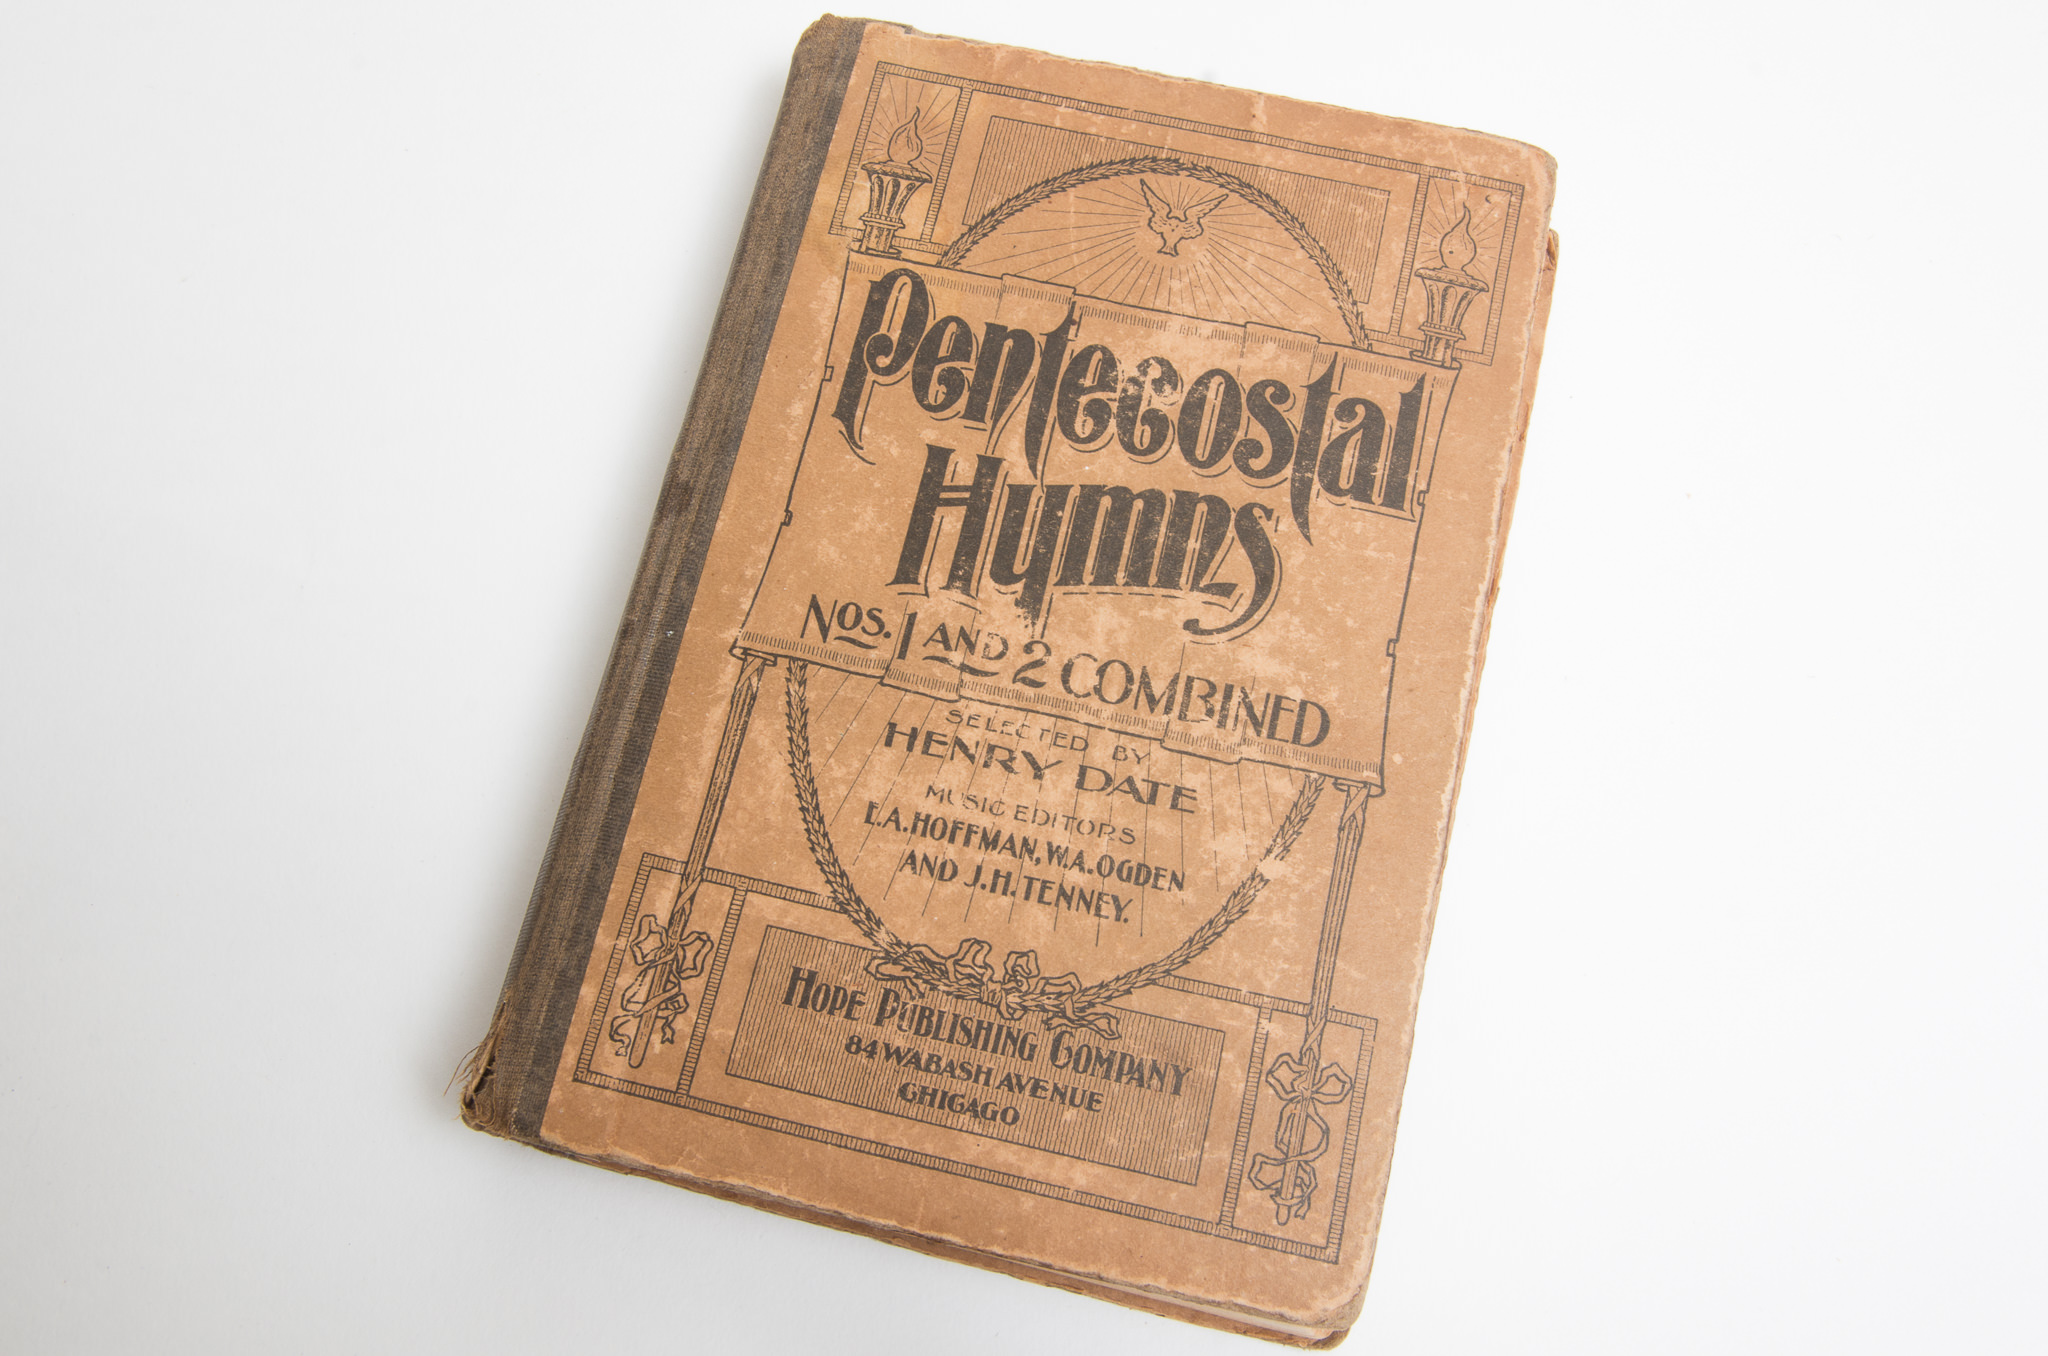 Pentecostal
Hymns
Nos. 1 AND 2 COMBINED
SELECTED BY
HENRY DATE
MUSIC EDITORS
E.A. HOFFMAN, W.A. OGDEN
AND J.H. TENNEY.
HOPE PUBLISHING COMPANY
84 WABASH AVENUE
CHICAGO